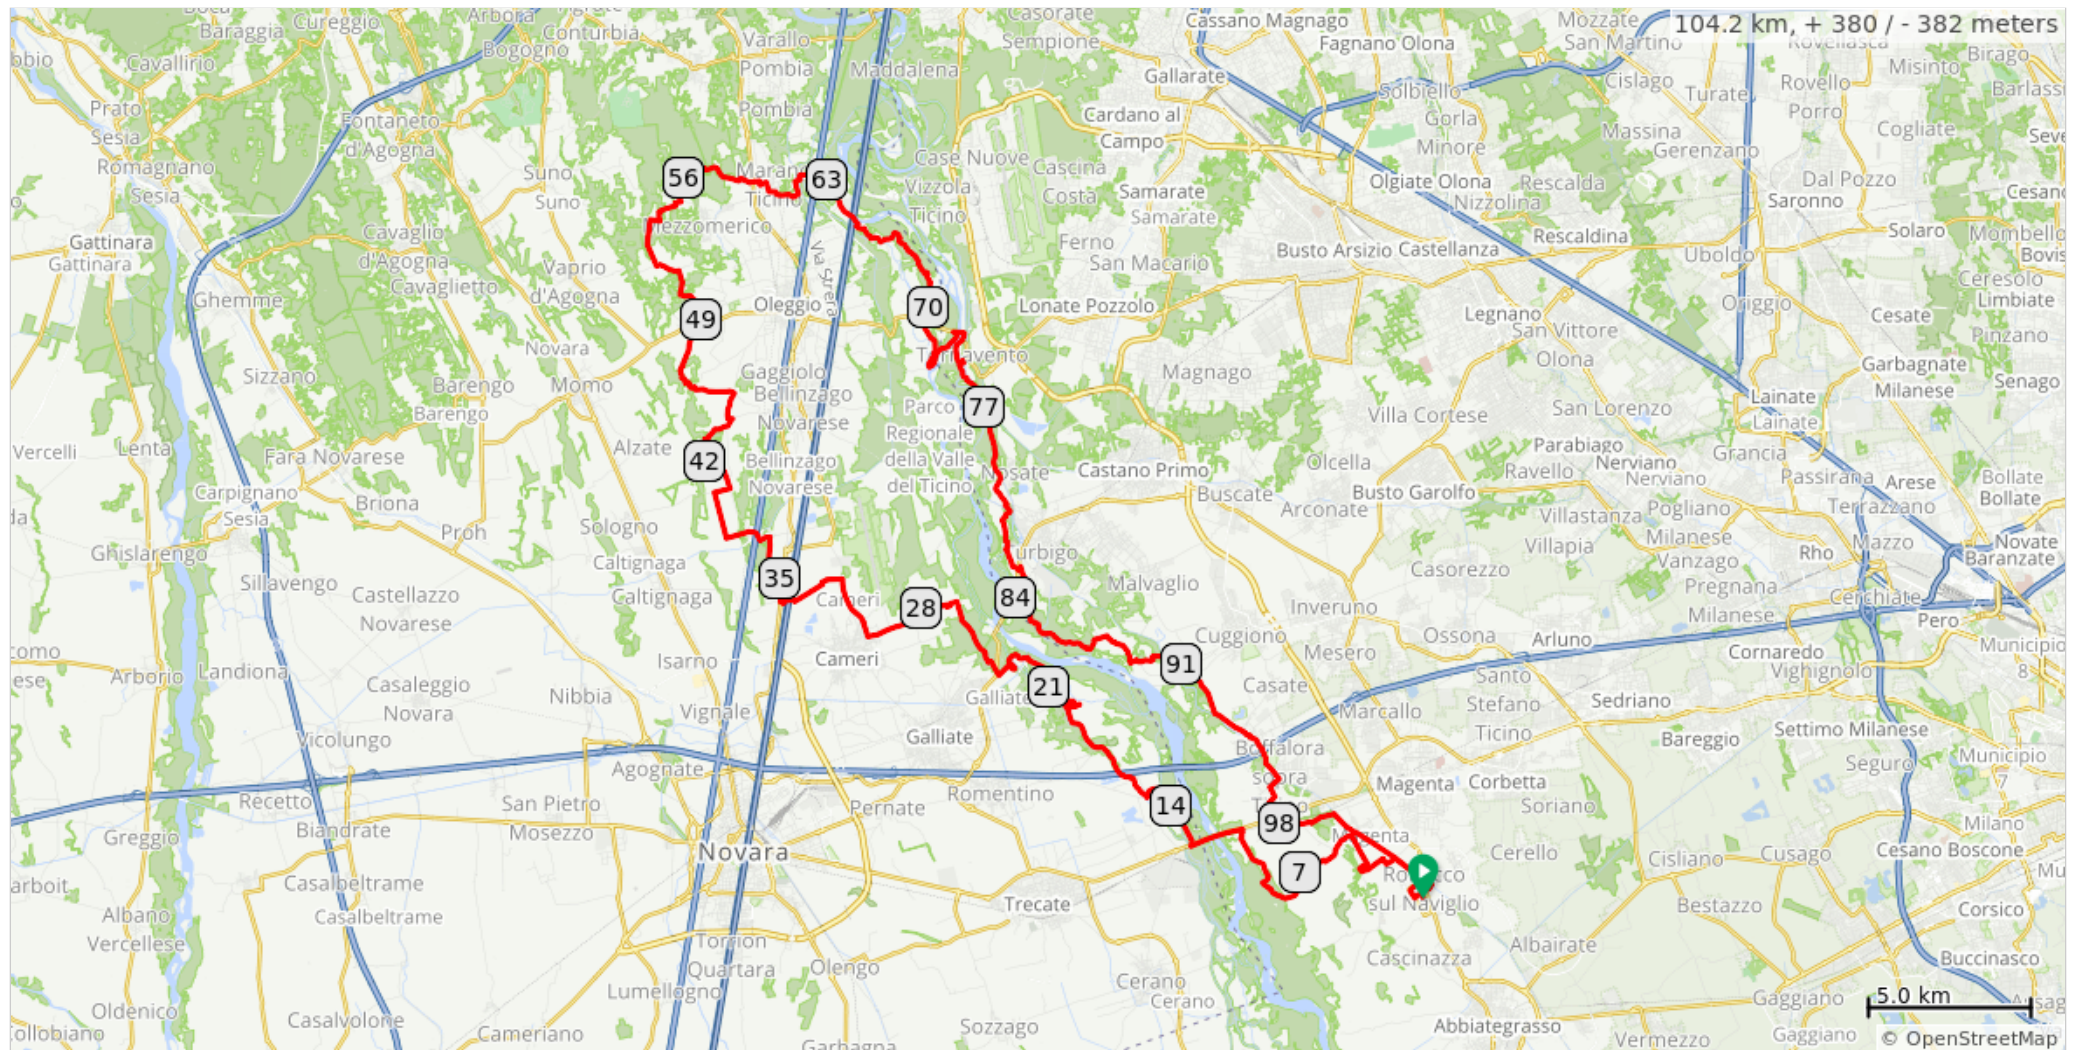 Baraggia
Cureggio
Arbora
Conturbia
Bogogno
Cavallirio
Varallo
Pombia
Maddalena
Casorate
Sempione
Cassano Magnago
Fagnano Olona
Mozzate
San Martino
104.2 km, + 380 / - 382 meters
Rovellasca
Birago
Misinto
Cislago
Gallarate
Solbiello
Turate
Rovello
Porro
Prato
Sesia
Fontaneto
d'Agogna
Pombia
Cardano al
Campo
Gorla
Minore
Massina
Gerenzano
Cogliate
Romagnano
Sesia
Suno
Suno
56
Ticino
63
Case Nuove
Cascina
Costa
Vizzola
Ticino
Samarate
Samarate
Olgiate Olona
Nizzolina
Rescalda
Dal Pozzo
Saronno
Gattinara
Gattinara
Cavaglio
d'Agogna
Cavaglietto
Ferno
San Macario
Busto Arsizio
Castellanza
Rescaldina
Uboldo
Solaro
Mombello
Ghemme
Vaprio
d'Agogna
Oleggio
49
70
Lonate Pozzolo
Legnano
San Vittore
Olona
Origgio
Ceresolo
Limbiate
Cesate
Pinzano
Novara
Momo
Sizzano
Barengo
Barengo
Gaggiolo
Bellinzago
Novarese
Parco
Regionale
della Valle
del Ticino
77
Magnago
Villa Cortese
San Lorenzo
Parabiago
Lainate
Lainate
Garbagnate
Milanese
Senago
Vercelli
Lenta
Fara Novarese
Alzate
42
Bellinzago
Novarese
Nosate
Castano Primo
Olcella
Ravello
Nerviano
Nerviano
Grancia
Passirana
Bollate
Bollate
Carpignano
Sesia
Briona
Buscate
Arconate
Busto Garolfo
Villastanza
Pogliano
Milanese
Arese
Terrazzano
Ghislarengo
Proh
Sologno
Caltignaga
Villapia
Vanzago
Rho
Mazzo
Novate
Baranzate
Sillavengo
Castellazzo
Novarese
Caltignaga
35
Cameri
28
84
Malvaglio
Casorezzo
Inveruno
Pregnana
Milanese
Cerchiate
Pero
Arborio
Landiona
Casaleggio
Novara
Isarno
Nibbia
Cameri
Galliate
21
91
Cuggiono
Mesero
Ossona
Arluno
Santo
Stefano
Ticino
Cornaredo
Vighignolo
Municipio
8
Casate
Marcallo
Sedriano
Vicolungo
Vignale
Galliate
Boffalora
sopra
Bareggio
Settimo Milanese
Seguro
Municipio
7
Agognate
Recetto
Biandrate
San Pietro
Mosezzo
Pernate
Romentino
14
98
Magenta
Corbetta
Soriano
Greggio
Novara
Magenta
7
Cerello
Cisliano
Cusago
Milano
Cesano Boscone
Casalbeltrame
Casalbeltrame
Trecate
sul Naviglio
Bestazzo
Corsico
Albano
Vercellese
Torrion
Quartara
Olengo
Lumellogno
Cerano
Cerano
Cascinazza
Albairate
Buccinasco
Oldenico
Casalvolone
Cameriano
Sozzago
Garbagna
Abbiategrasso
Vermezzo
Gaggiano
Gaggiano
5.0 km
© OpenStreetMap